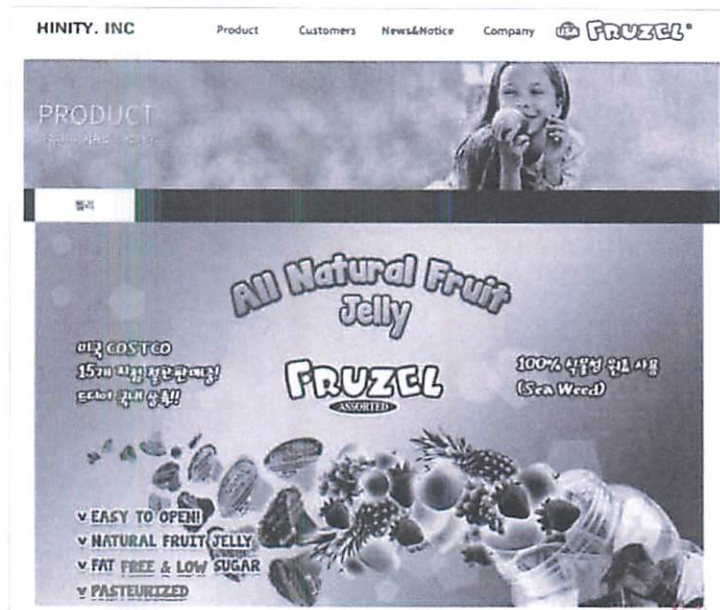 HINITY. INC
Product Customers News&Notice Company USA FRUZEL®
PRODUCT
젤리
All Natural Fruit
Jelly
미국 COSTCO
15개 지점 절찬판매중!
드디어 국내 상륙!!
FRUZEL
ASSORTED
100% 식물성 원료 사용
(Sea Weed)
v EASY TO OPEN!
v NATURAL FRUIT JELLY
v FAT FREE & LOW SUGAR
v PASTEURIZED